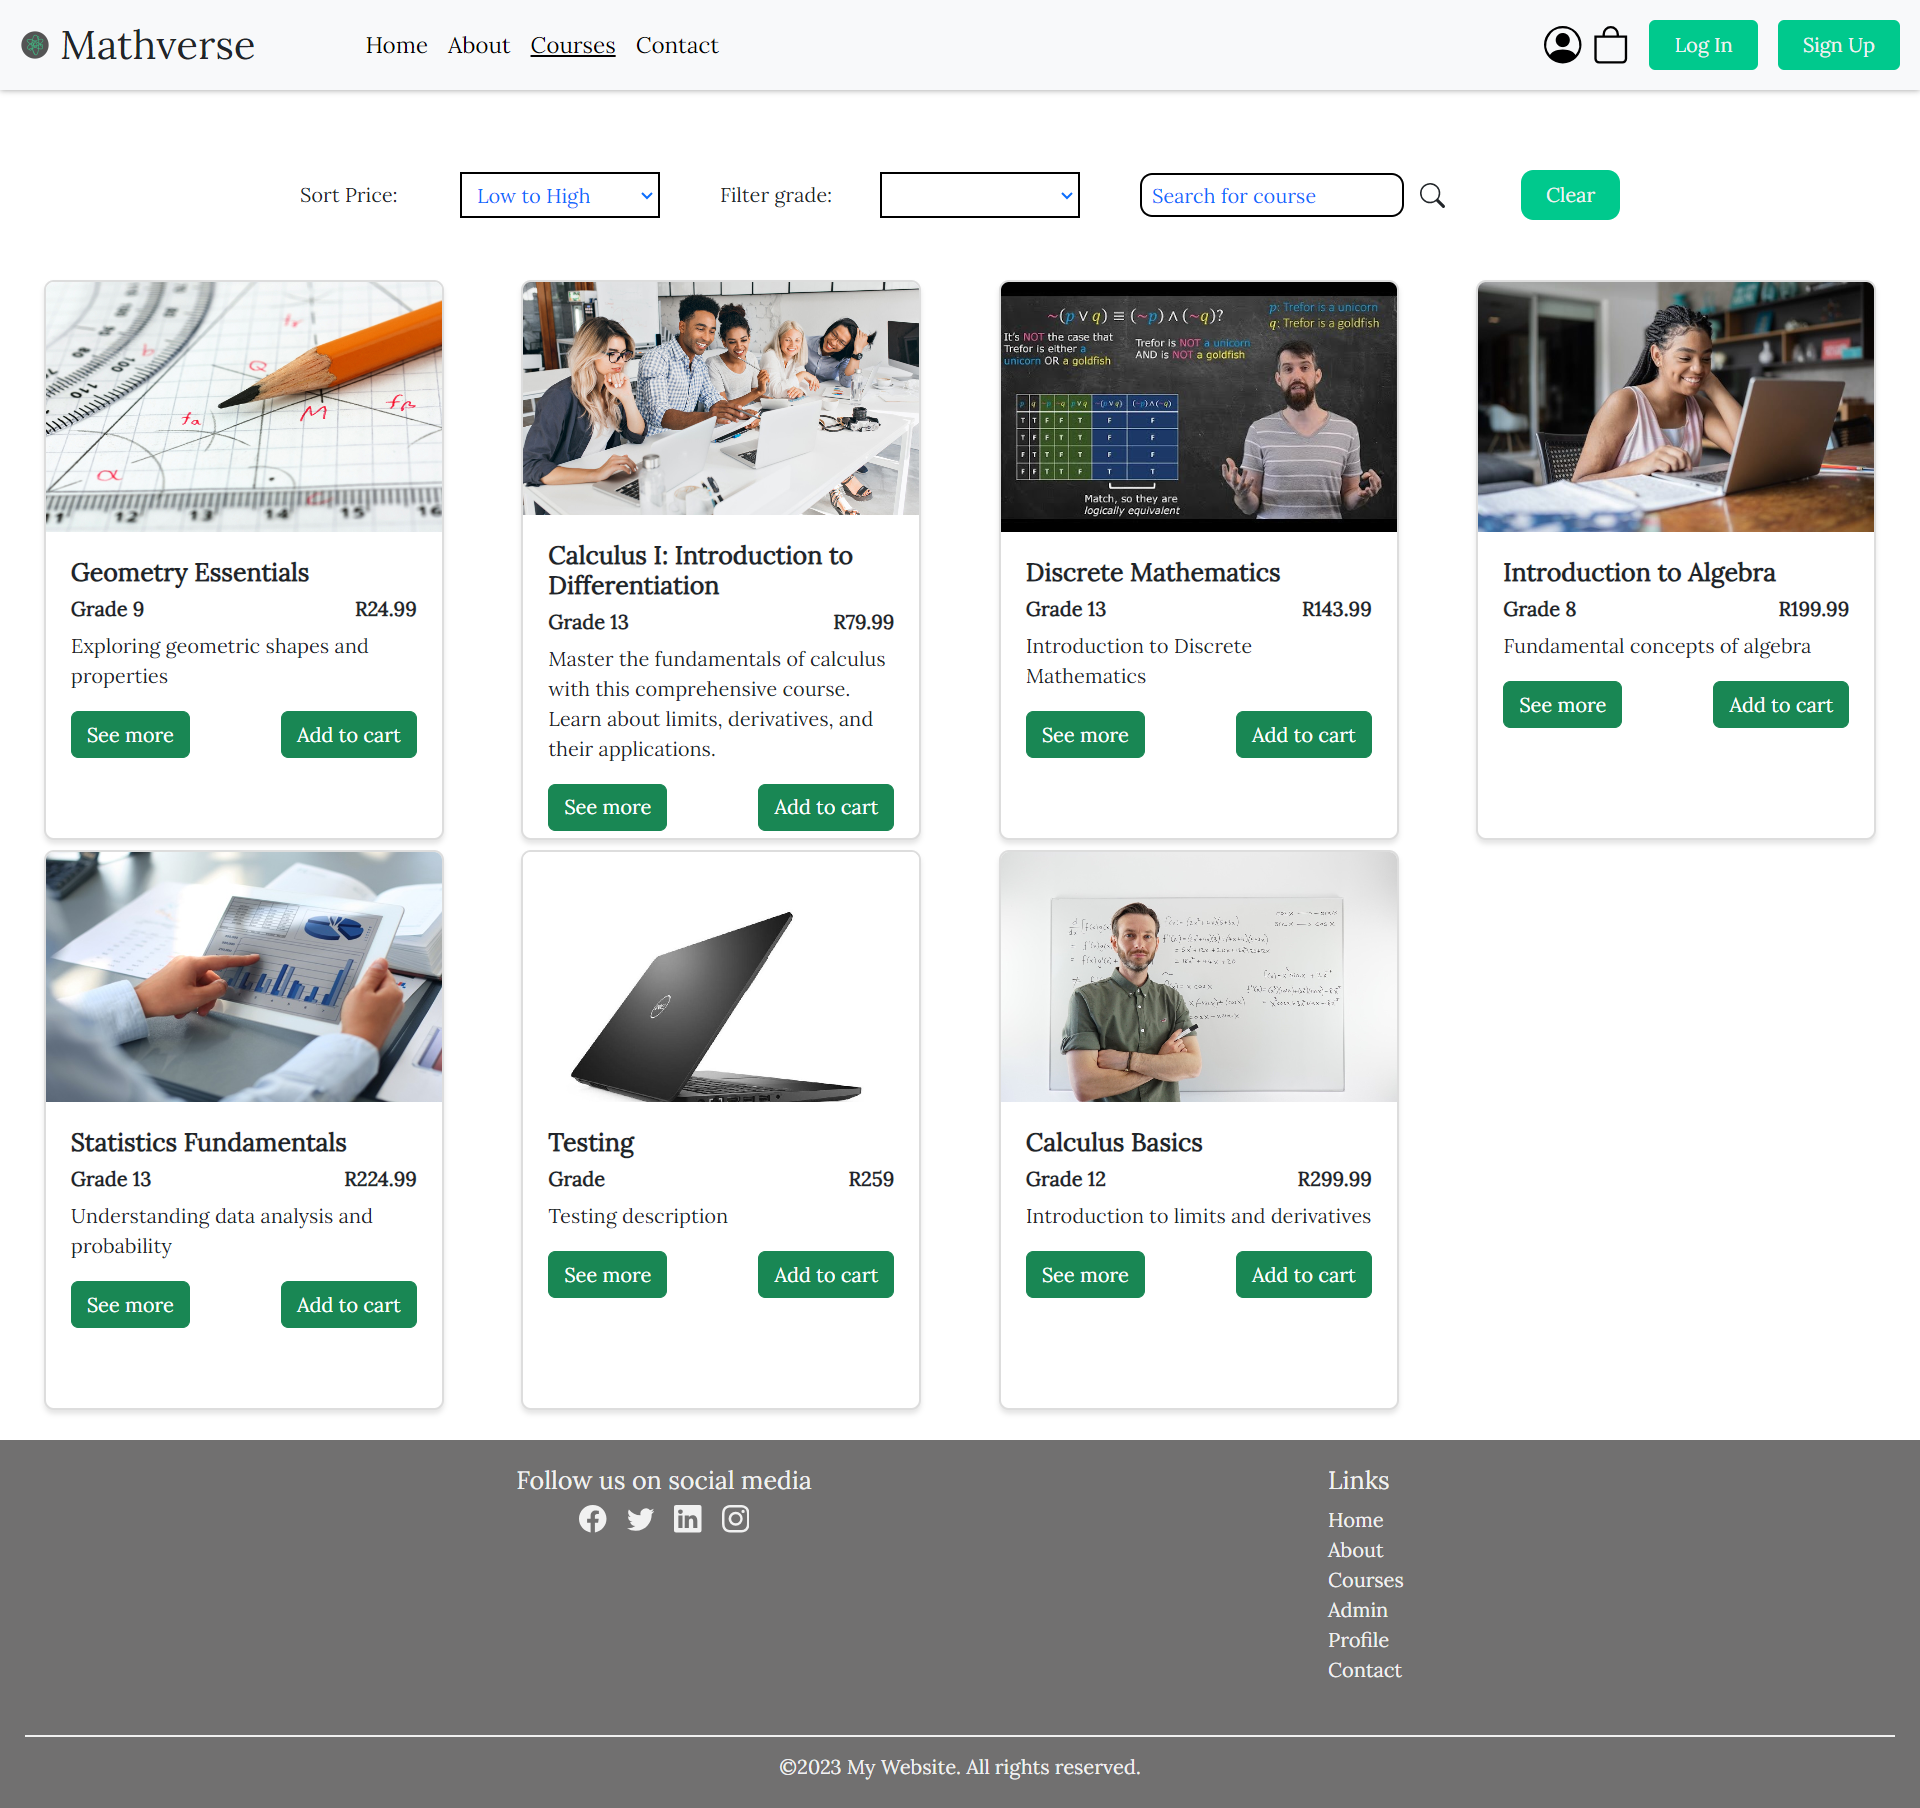 Mathverse
Home About Courses Contact
Log In Sign Up
Sort Price: Low to High Filter grade: Search for course Clear
Q
fa
M
α
11 12 13 14 15 16
Geometry Essentials
Grade 9 R24.99
Exploring geometric shapes and
properties
See more Add to cart
Calculus I: Introduction to
Differentiation
Grade 13 R79.99
Master the fundamentals of calculus
with this comprehensive course.
Learn about limits, derivatives, and
their applications.
See more Add to cart
~(p ∨ q) ≡ (~p) ∧ (~q)?
p: Trefor is a unicorn
q: Trefor is a goldfish
It's NOT the case that
Trefor is either a
unicorn OR a goldfish
Trefor is NOT a unicorn
AND is NOT a goldfish
p q ~p ~q p∨q ~(p∨q) (~p)∧(~q)
T T F F T F F
T F F T T F F
F T T F T F F
F F T T F T T
Match, so they are
logically equivalent
Discrete Mathematics
Grade 13 R143.99
Introduction to Discrete
Mathematics
See more Add to cart
Introduction to Algebra
Grade 8 R199.99
Fundamental concepts of algebra
See more Add to cart
Statistics Fundamentals
Grade 13 R224.99
Understanding data analysis and
probability
See more Add to cart
DELL
Testing
Grade R259
Testing description
See more Add to cart
Calculus Basics
Grade 12 R299.99
Introduction to limits and derivatives
See more Add to cart
Follow us on social media
Links
Home
About
Courses
Admin
Profile
Contact
©2023 My Website. All rights reserved.